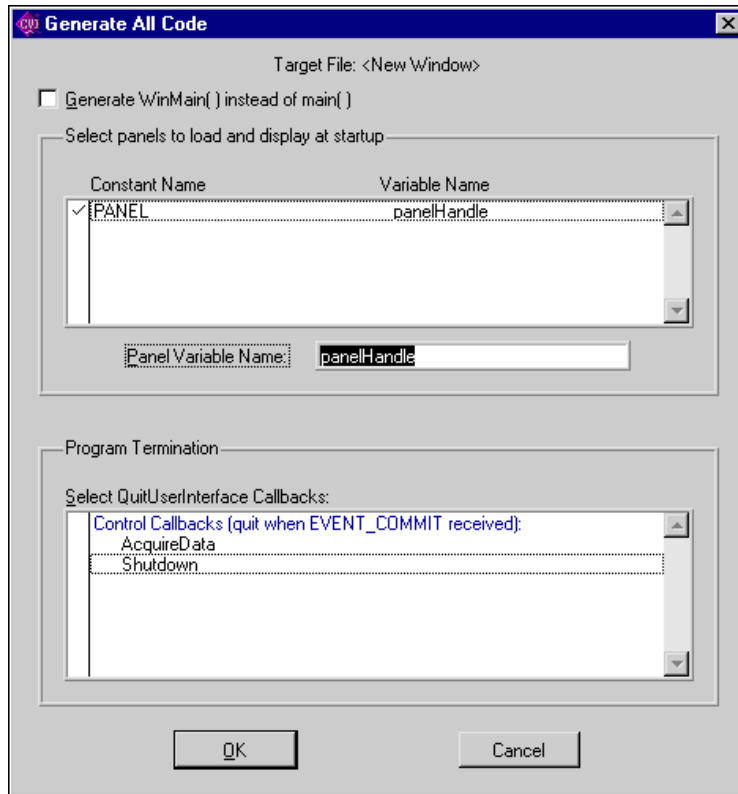 CVI Generate All Code
Target File: <New Window>
Generate WinMain( ) instead of main( )
Select panels to load and display at startup
Constant Name Variable Name
PANEL panelHandle
Panel Variable Name: panelHandle
Program Termination
Select QuitUserInterface Callbacks:
Control Callbacks (quit when EVENT_COMMIT received):
AcquireData
Shutdown
OK Cancel